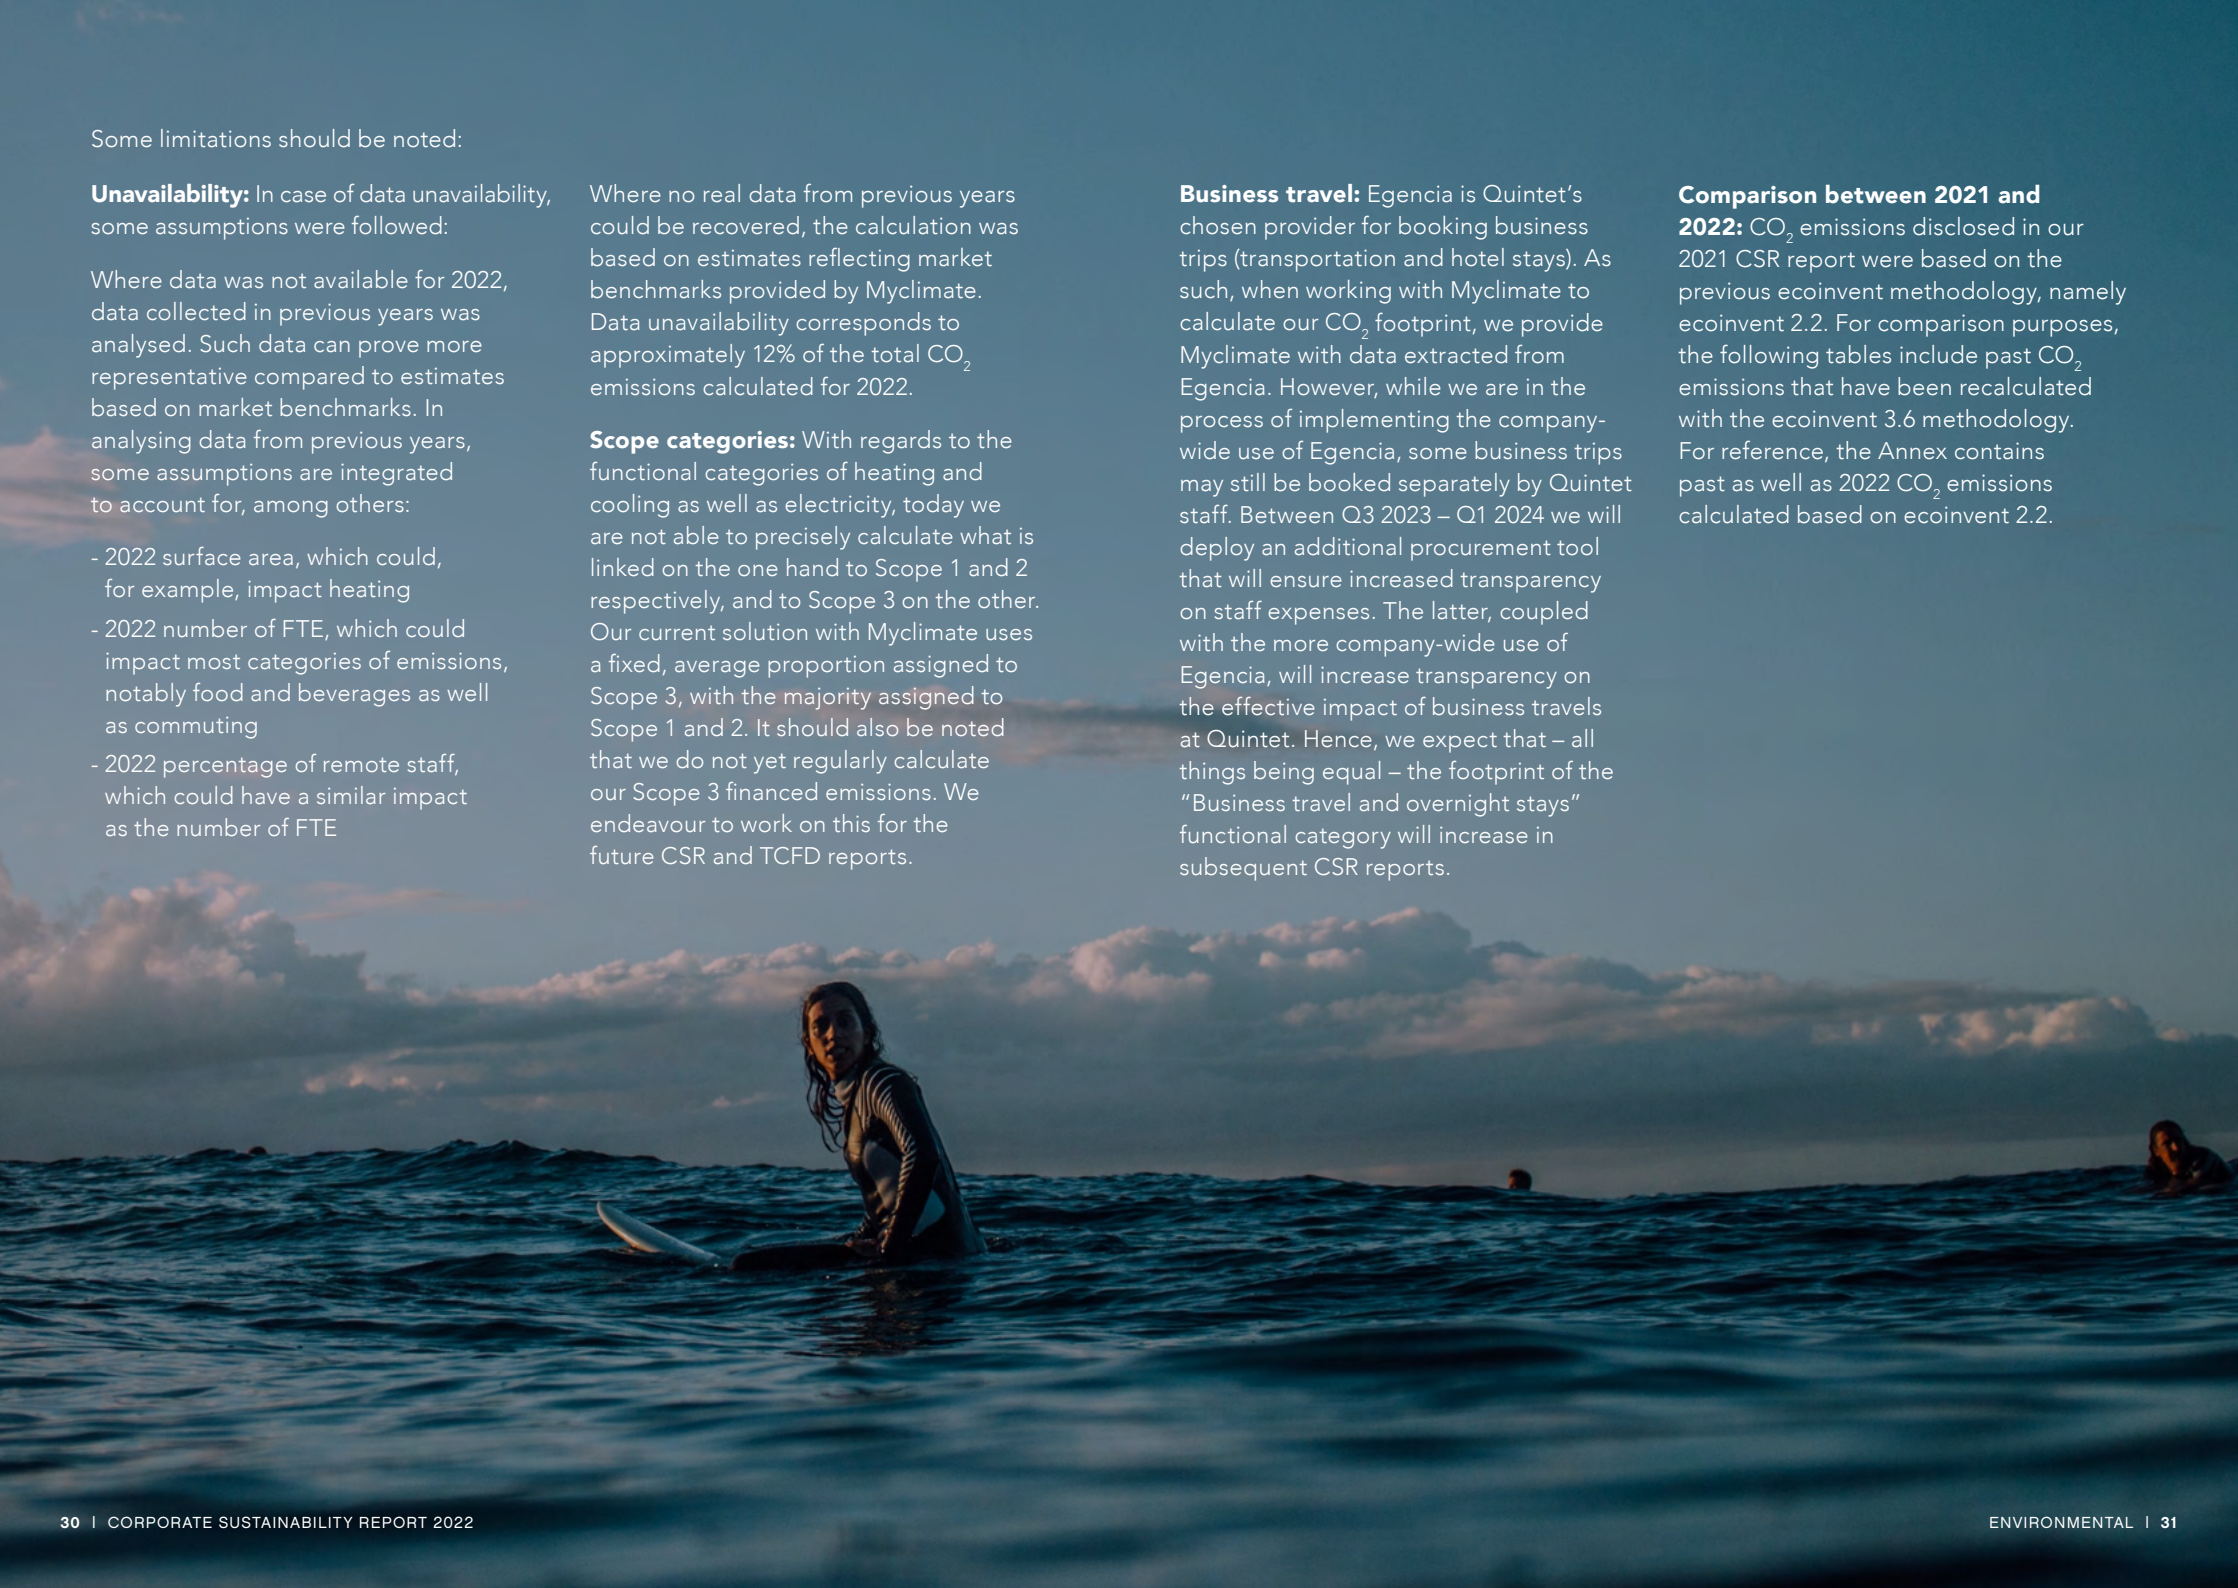 Some limitations should be noted:
Unavailability: In case of data unavailability,
some assumptions were followed:
Where data was not available for 2022,
data collected in previous years was
analysed. Such data can prove more
representative compared to estimates
based on market benchmarks. In
analysing data from previous years,
some assumptions are integrated
to account for, among others:
- 2022 surface area, which could,
for example, impact heating
- 2022 number of FTE, which could
impact most categories of emissions,
notably food and beverages as well
as commuting
- 2022 percentage of remote staff,
which could have a similar impact
as the number of FTE
Where no real data from previous years
could be recovered, the calculation was
based on estimates reflecting market
benchmarks provided by Myclimate.
Data unavailability corresponds to
approximately 12% of the total CO2
emissions calculated for 2022.
Scope categories: With regards to the
functional categories of heating and
cooling as well as electricity, today we
are not able to precisely calculate what is
linked on the one hand to Scope 1 and 2
respectively, and to Scope 3 on the other.
Our current solution with Myclimate uses
a fixed, average proportion assigned to
Scope 3, with the majority assigned to
Scope 1 and 2. It should also be noted
that we do not yet regularly calculate
our Scope 3 financed emissions. We
endeavour to work on this for the
future CSR and TCFD reports.
Business travel: Egencia is Quintet’s
chosen provider for booking business
trips (transportation and hotel stays). As
such, when working with Myclimate to
calculate our CO2 footprint, we provide
Myclimate with data extracted from
Egencia. However, while we are in the
process of implementing the company-
wide use of Egencia, some business trips
may still be booked separately by Quintet
staff. Between Q3 2023 – Q1 2024 we will
deploy an additional procurement tool
that will ensure increased transparency
on staff expenses. The latter, coupled
with the more company-wide use of
Egencia, will increase transparency on
the effective impact of business travels
at Quintet. Hence, we expect that – all
things being equal – the footprint of the
“Business travel and overnight stays”
functional category will increase in
subsequent CSR reports.
Comparison between 2021 and
2022: CO2 emissions disclosed in our
2021 CSR report were based on the
previous ecoinvent methodology, namely
ecoinvent 2.2. For comparison purposes,
the following tables include past CO2
emissions that have been recalculated
with the ecoinvent 3.6 methodology.
For reference, the Annex contains
past as well as 2022 CO2 emissions
calculated based on ecoinvent 2.2.
30 | CORPORATE SUSTAINABILITY REPORT 2022
ENVIRONMENTAL | 31